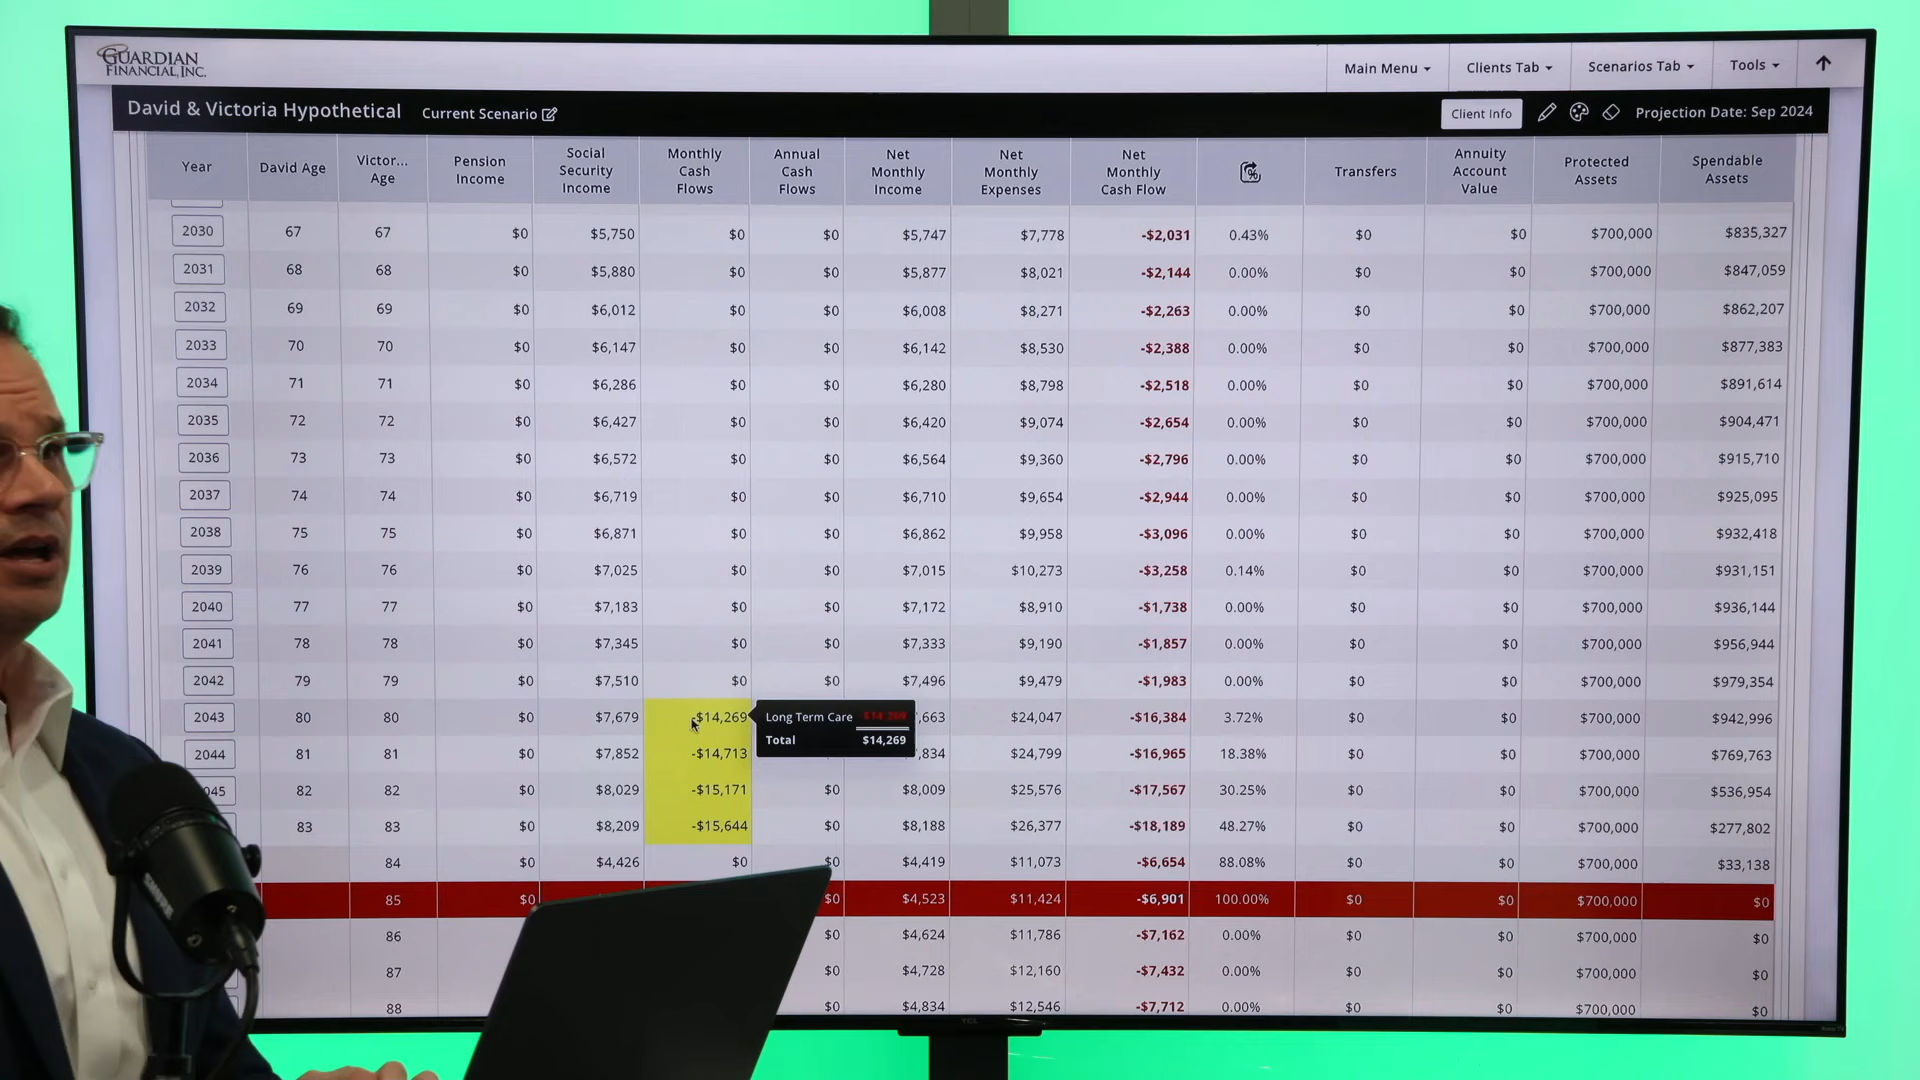 GUARDIAN
FINANCIAL, INC.
Main Menu Clients Tab Scenarios Tab Tools
David & Victoria Hypothetical Current Scenario Client Info Projection Date: Sep 2024
Year David Age Victor... Age Pension Income Social Security Income Monthly Cash Flows Annual Cash Flows Net Monthly Income Net Monthly Expenses Net Monthly Cash Flow % Transfers Annuity Account Value Protected Assets Spendable Assets
2030 67 67 $0 $5,750 $0 $0 $5,747 $7,778 -$2,031 0.43% $0 $0 $700,000 $835,327
2031 68 68 $0 $5,880 $0 $0 $5,877 $8,021 -$2,144 0.00% $0 $0 $700,000 $847,059
2032 69 69 $0 $6,012 $0 $0 $6,008 $8,271 -$2,263 0.00% $0 $0 $700,000 $862,207
2033 70 70 $0 $6,147 $0 $0 $6,142 $8,530 -$2,388 0.00% $0 $0 $700,000 $877,383
2034 71 71 $0 $6,286 $0 $0 $6,280 $8,798 -$2,518 0.00% $0 $0 $700,000 $891,614
2035 72 72 $0 $6,427 $0 $0 $6,420 $9,074 -$2,654 0.00% $0 $0 $700,000 $904,471
2036 73 73 $0 $6,572 $0 $0 $6,564 $9,360 -$2,796 0.00% $0 $0 $700,000 $915,710
2037 74 74 $0 $6,719 $0 $0 $6,710 $9,654 -$2,944 0.00% $0 $0 $700,000 $925,095
2038 75 75 $0 $6,871 $0 $0 $6,862 $9,958 -$3,096 0.00% $0 $0 $700,000 $932,418
2039 76 76 $0 $7,025 $0 $0 $7,015 $10,273 -$3,258 0.14% $0 $0 $700,000 $931,151
2040 77 77 $0 $7,183 $0 $0 $7,172 $8,910 -$1,738 0.00% $0 $0 $700,000 $936,144
2041 78 78 $0 $7,345 $0 $0 $7,333 $9,190 -$1,857 0.00% $0 $0 $700,000 $956,944
2042 79 79 $0 $7,510 $0 $0 $7,496 $9,479 -$1,983 0.00% $0 $0 $700,000 $979,354
2043 80 80 $0 $7,679 -$14,269 Long Term Care $14,269 ,663 $24,047 -$16,384 3.72% $0 $0 $700,000 $942,996
Total $14,269
2044 81 81 $0 $7,852 -$14,713 ,834 $24,799 -$16,965 18.38% $0 $0 $700,000 $769,763
045 82 82 $0 $8,029 -$15,171 $0 $8,009 $25,576 -$17,567 30.25% $0 $0 $700,000 $536,954
83 83 $0 $8,209 -$15,644 $0 $8,188 $26,377 -$18,189 48.27% $0 $0 $700,000 $277,802
84 $0 $4,426 $0 $0 $4,419 $11,073 -$6,654 88.08% $0 $0 $700,000 $33,138
85 $0 $0 $4,523 $11,424 -$6,901 100.00% $0 $0 $700,000 $0
86 $0 $4,624 $11,786 -$7,162 0.00% $0 $0 $700,000 $0
87 $0 $4,728 $12,160 -$7,432 0.00% $0 $0 $700,000 $0
88 $0 $4,834 $12,546 -$7,712 0.00% $0 $0 $700,000 $0
SHURE
TCL